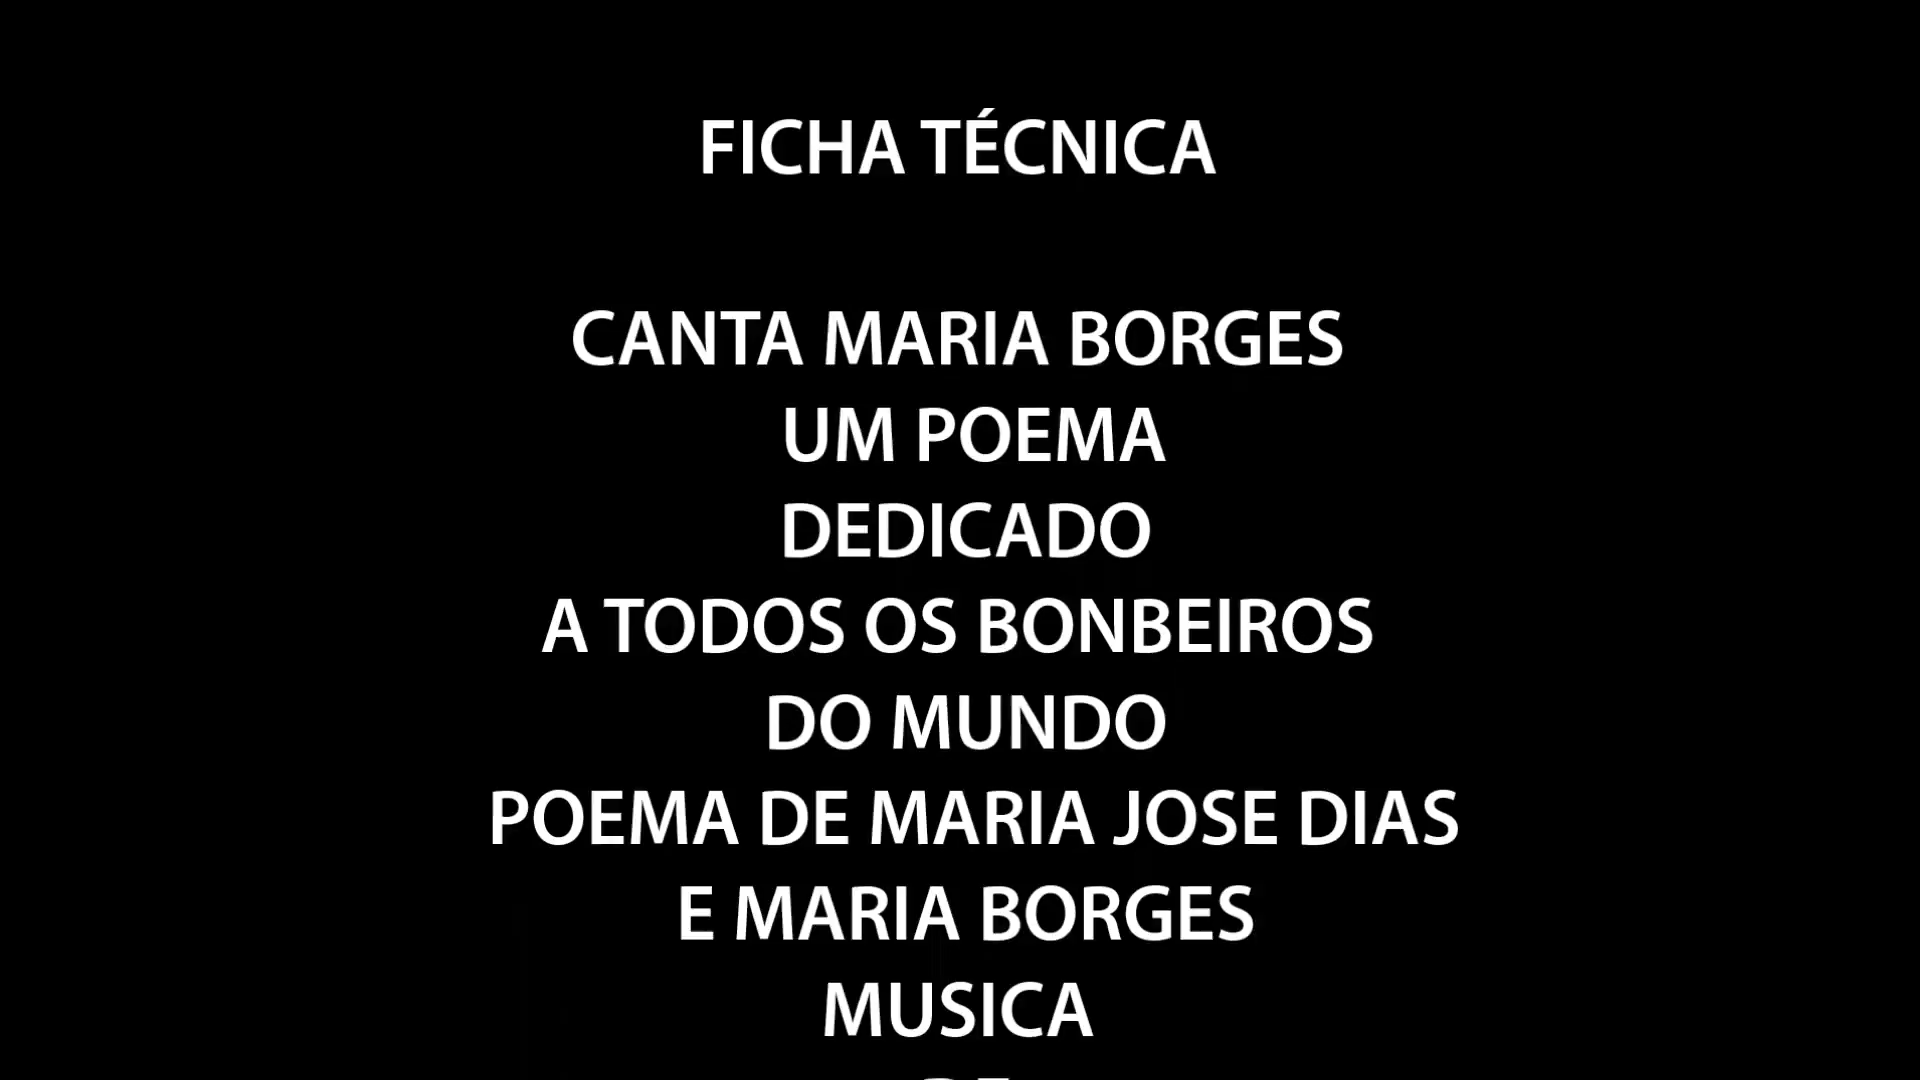 FICHA TÉCNICA
CANTA MARIA BORGES
UM POEMA
DEDICADO
A TODOS OS BONBEIROS
DO MUNDO
POEMA DE MARIA JOSE DIAS
E MARIA BORGES
MUSICA